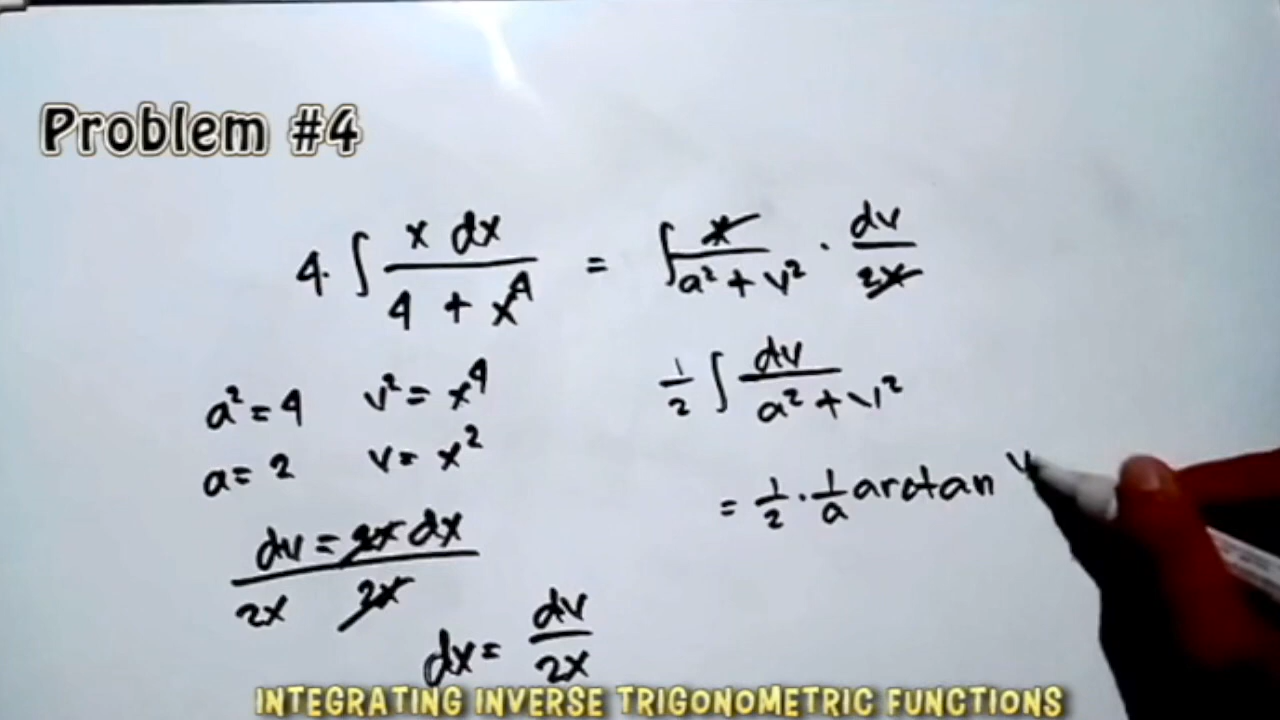 Problem #4
4. ∫ x dx / 4 + x^4 = ∫ x / a² + v² · dv / 2x
a² = 4 v² = x^4
a = 2 v = x²
dv = 2x dx
2x 2x
dx = dv / 2x
1/2 ∫ dv / a² + v²
= 1/2 · 1/a arctan v
INTEGRATING INVERSE TRIGONOMETRIC FUNCTIONS